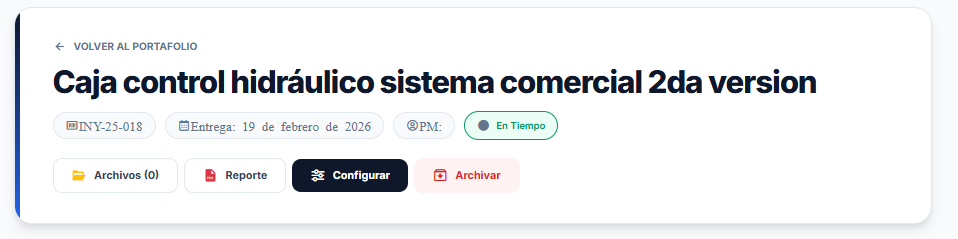 ← VOLVER AL PORTAFOLIO
Caja control hidráulico sistema comercial 2da version
INY-25-018 Entrega: 19 de febrero de 2026 PM: En Tiempo
Archivos (0) Reporte Configurar Archivar